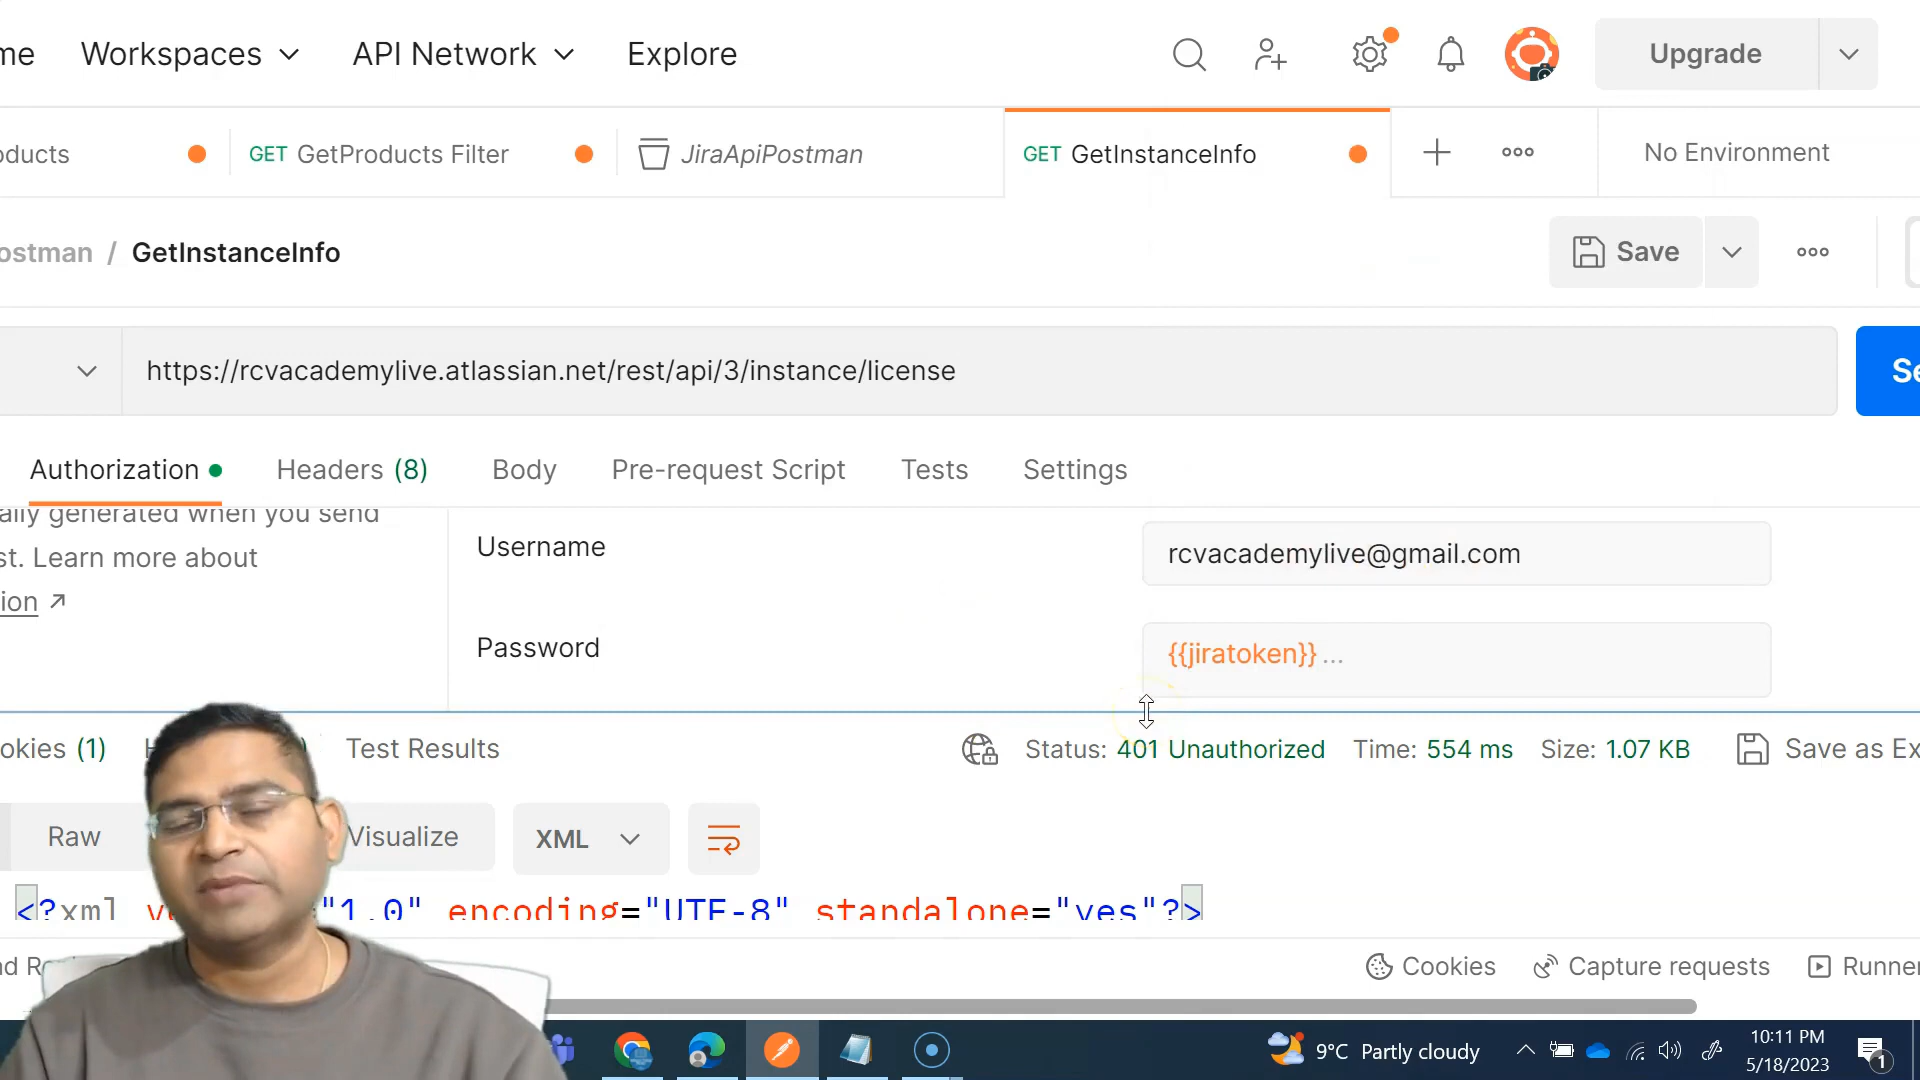 me Workspaces API Network Explore Upgrade
oducts GET GetProducts Filter JiraApiPostman GET GetInstanceInfo No Environment
ostman / GetInstanceInfo Save
https://rcvacademylive.atlassian.net/rest/api/3/instance/license Se
Authorization Headers (8) Body Pre-request Script Tests Settings
ally generated when you send
st. Learn more about
ion
Username rcvacademylive@gmail.com
Password {{jiratoken}}...
okies (1) Test Results Status: 401 Unauthorized Time: 554 ms Size: 1.07 KB Save as Ex
Raw Visualize XML
<?xml "1.0" encoding="UTF-8" standalone="yes"?>
Cookies Capture requests Runner
9°C Partly cloudy 10:11 PM
5/18/2023 1